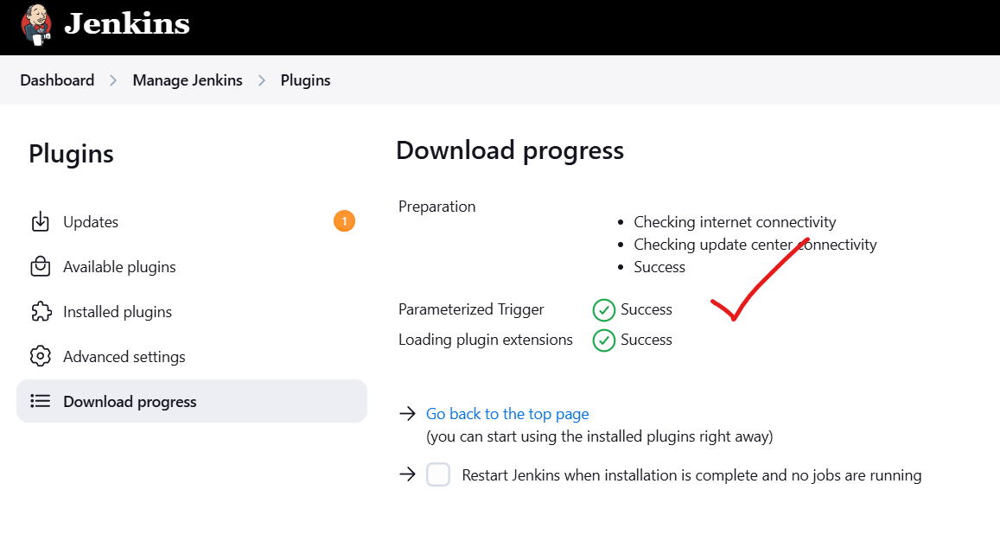 Jenkins
Dashboard > Manage Jenkins > Plugins
Plugins
Updates 1
Available plugins
Installed plugins
Advanced settings
Download progress
Download progress
Preparation
Checking internet connectivity
Checking update center connectivity
Success
Parameterized Trigger Success
Loading plugin extensions Success
Go back to the top page
(you can start using the installed plugins right away)
Restart Jenkins when installation is complete and no jobs are running